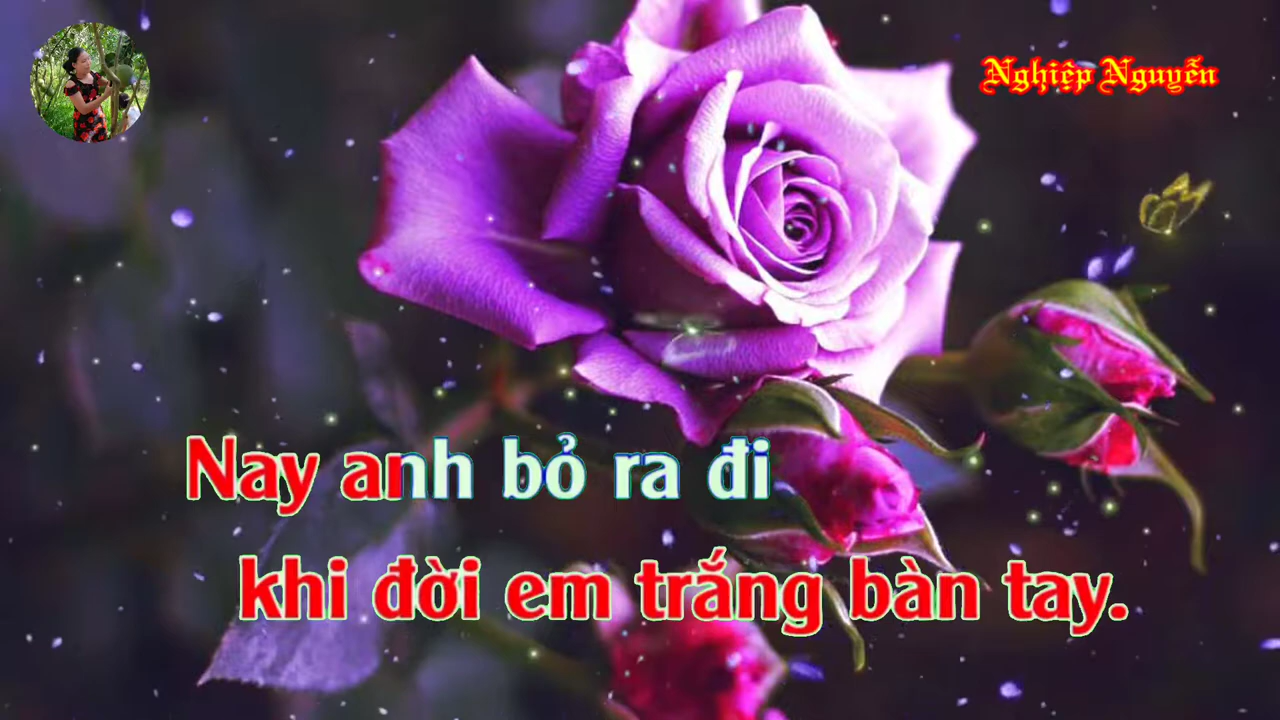 Nghiệp Nguyễn
Nay anh bỏ ra đi
khi đời em trắng bàn tay.